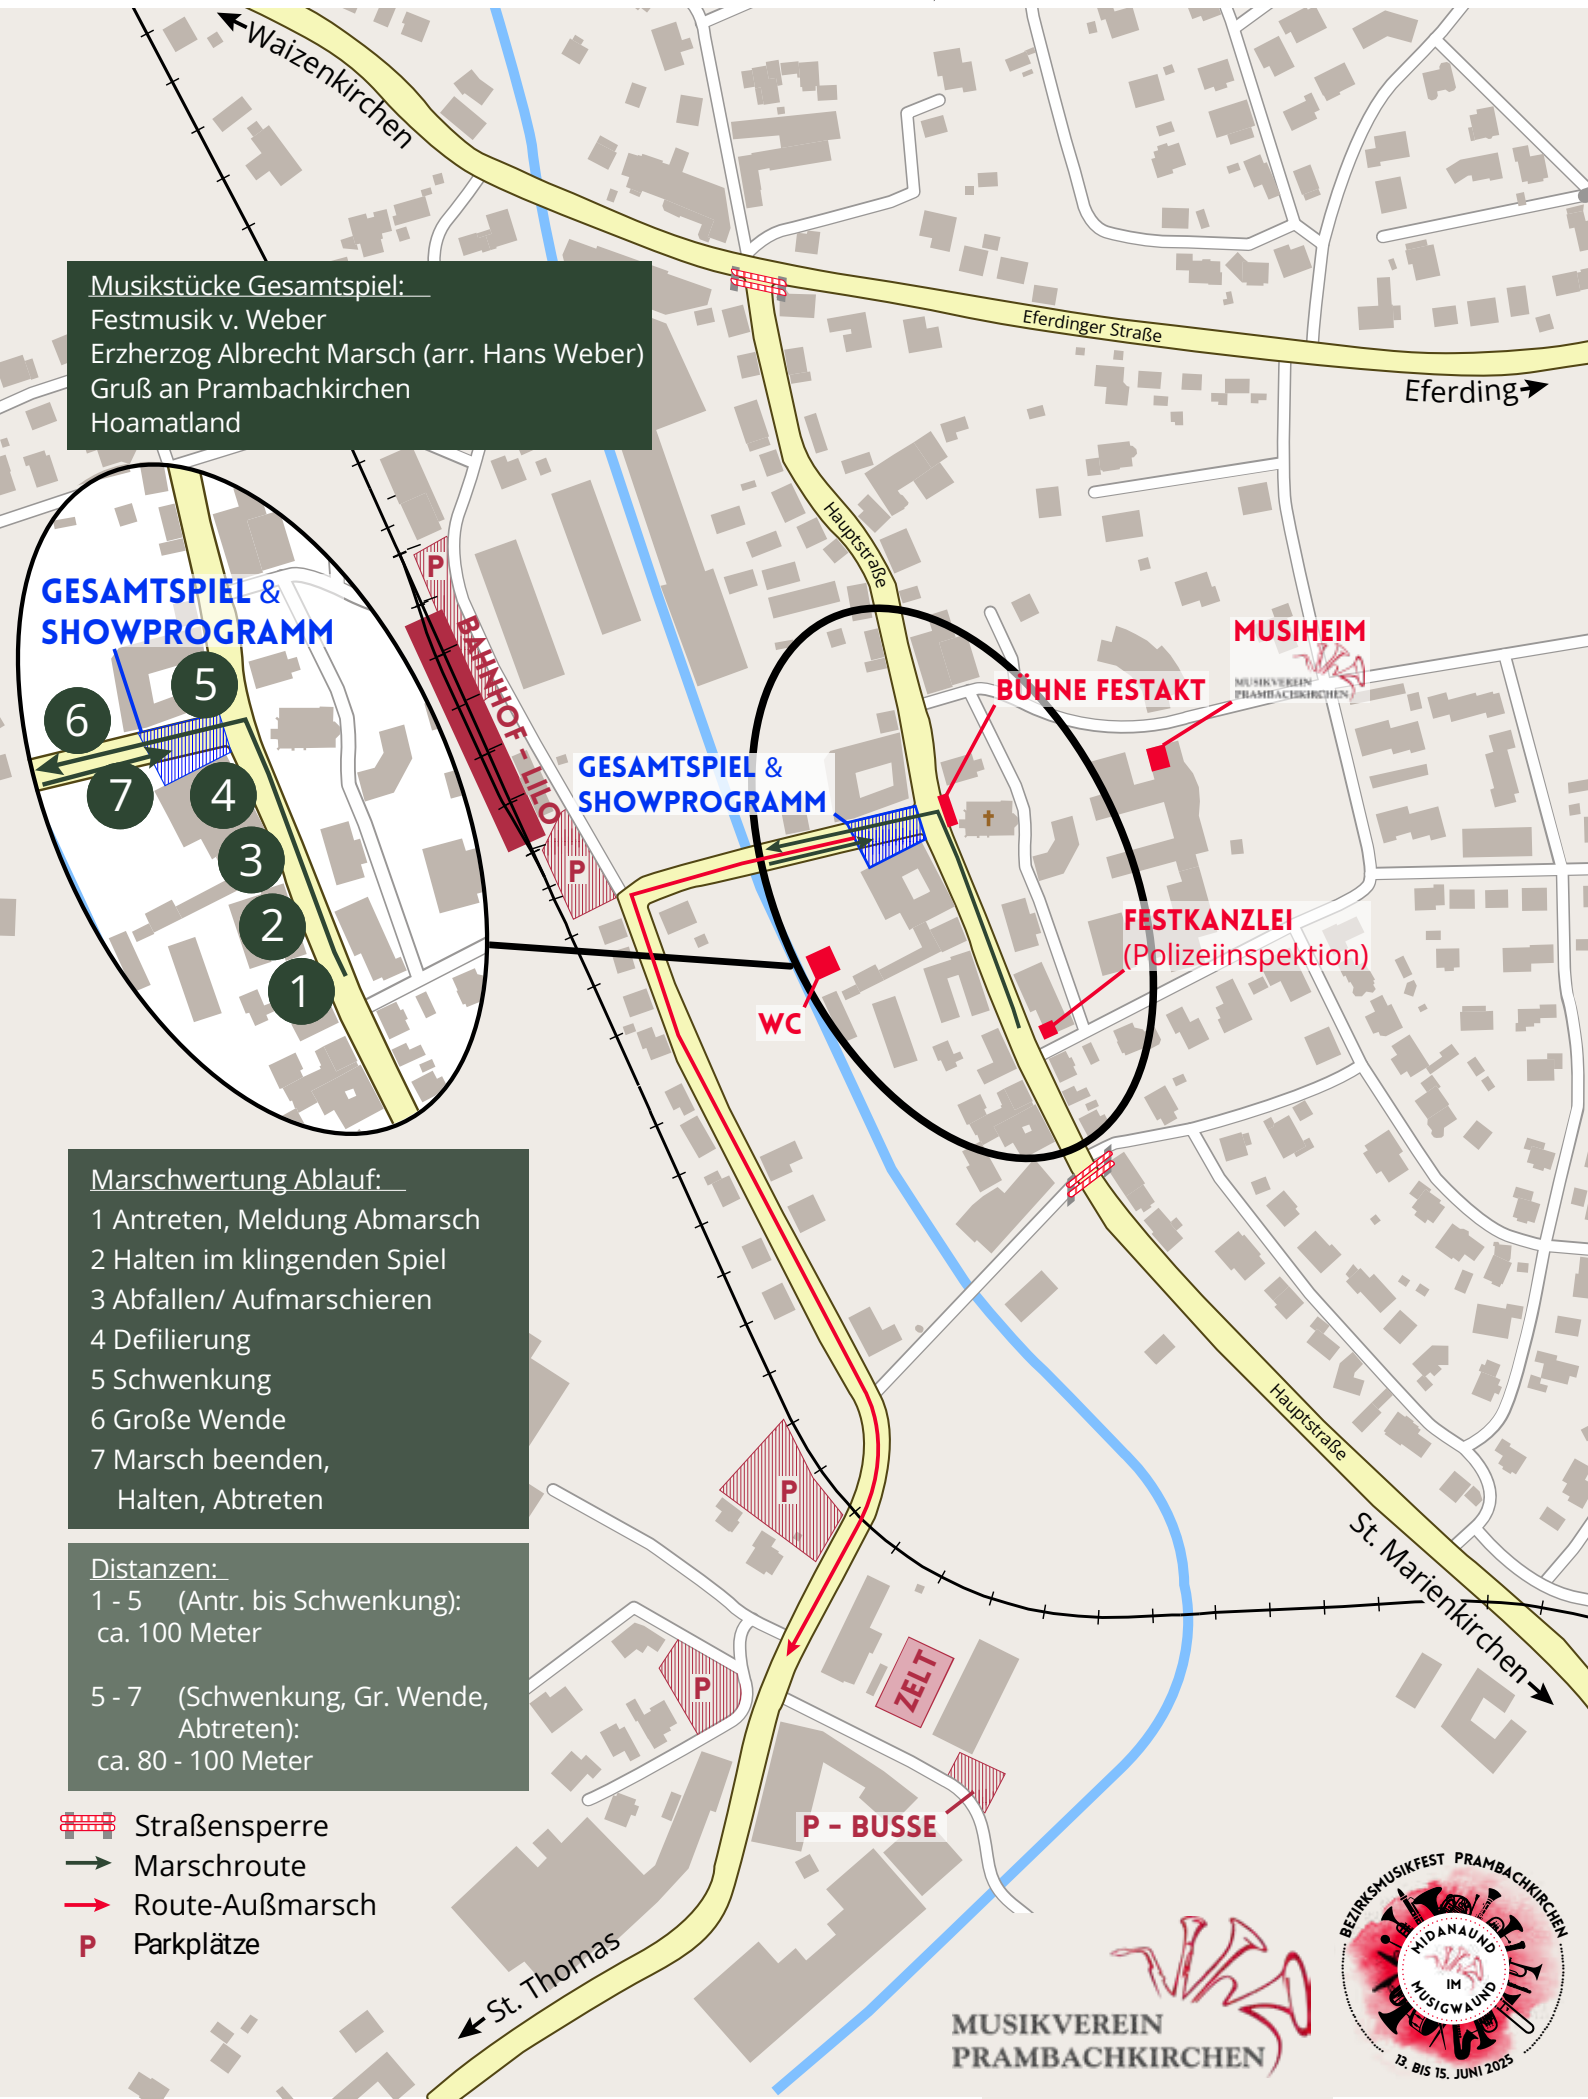 Waizenkirchen
Musikstücke Gesamtspiel:
Festmusik v. Weber
Erzherzog Albrecht Marsch (arr. Hans Weber)
Gruß an Prambachkirchen
Hoamatland
Eferdinger Straße
Eferding
Hauptstraße
P
BAHNHOF - LILO
P
GESAMTSPIEL &
SHOWPROGRAMM
5
6
7
4
3
2
1
MUSIHEIM
MUSIKVEREIN
PRAMBACHKIRCHEN
BÜHNE FESTAKT
GESAMTSPIEL &
SHOWPROGRAMM
FESTKANZLEI
(Polizeiinspektion)
WC
Marschwertung Ablauf:
1 Antreten, Meldung Abmarsch
2 Halten im klingenden Spiel
3 Abfallen/ Aufmarschieren
4 Defilierung
5 Schwenkung
6 Große Wende
7 Marsch beenden,
Halten, Abtreten
Hauptstraße
St. Marienkirchen
P
Distanzen:
1 - 5 (Antr. bis Schwenkung):
ca. 100 Meter
5 - 7 (Schwenkung, Gr. Wende,
Abtreten):
ca. 80 - 100 Meter
P
ZELT
P - BUSSE
Straßensperre
Marschroute
Route-Außmarsch
P Parkplätze
St. Thomas
MUSIKVEREIN
PRAMBACHKIRCHEN
BEZIRKSMUSIKFEST PRAMBACHKIRCHEN
MIDANAUND
IM
MUSIGWAUND
13. BIS 15. JUNI 2025